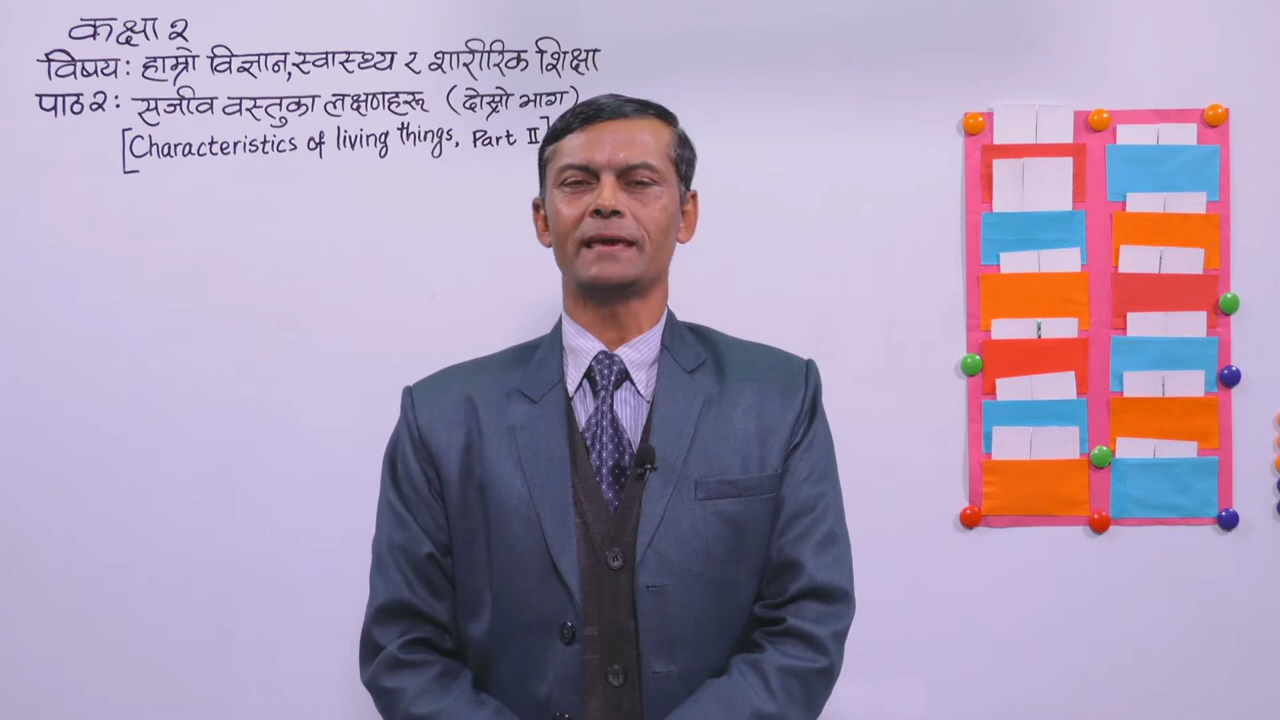 कक्षा २
विषय: हाम्रो विज्ञान,स्वास्थ्य र शारीरिक शिक्षा
पाठ २: सजीव वस्तुका लक्षणहरू (दोस्रो भाग)
[Characteristics of living things, Part II]